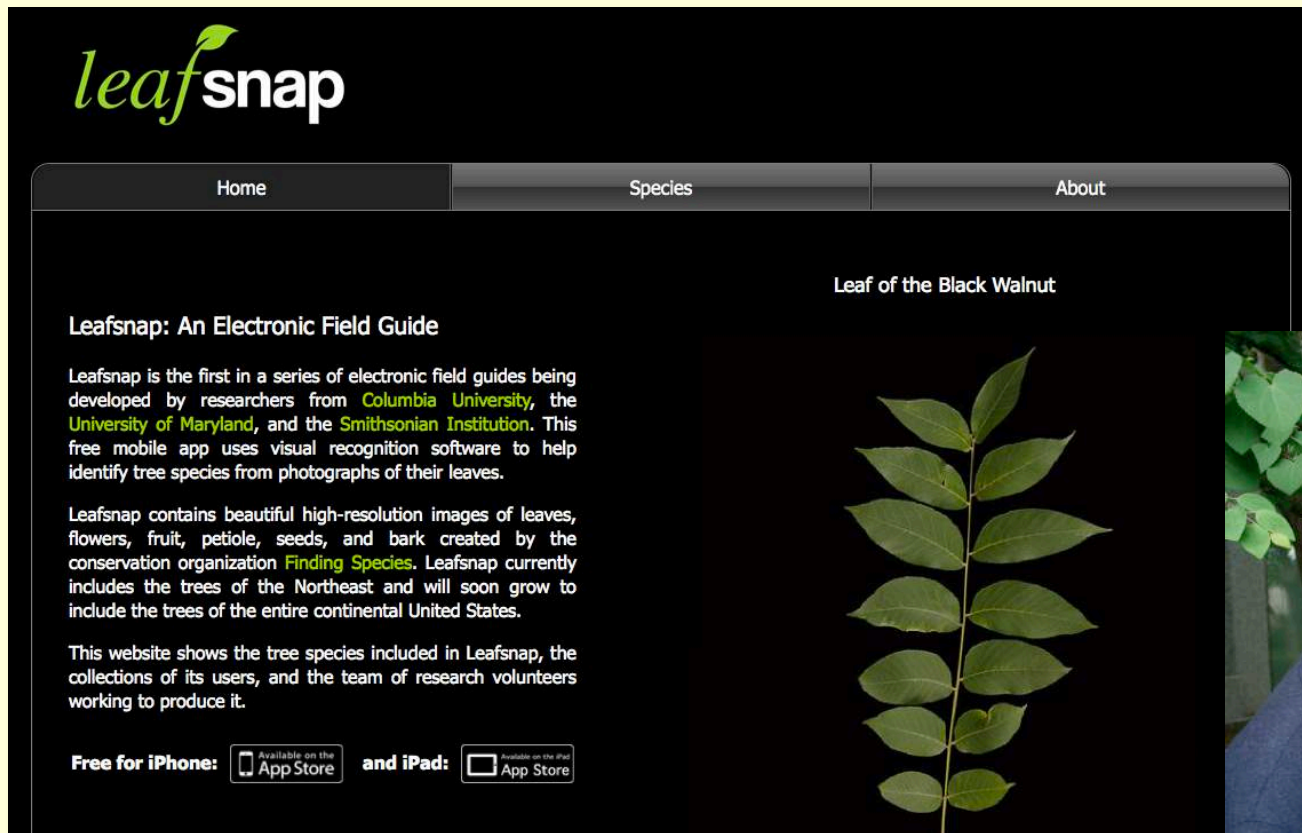 leafsnap
Home Species About
Leaf of the Black Walnut
Leafsnap: An Electronic Field Guide
Leafsnap is the first in a series of electronic field guides being
developed by researchers from Columbia University, the
University of Maryland, and the Smithsonian Institution. This
free mobile app uses visual recognition software to help
identify tree species from photographs of their leaves.
Leafsnap contains beautiful high-resolution images of leaves,
flowers, fruit, petiole, seeds, and bark created by the
conservation organization Finding Species. Leafsnap currently
includes the trees of the Northeast and will soon grow to
include the trees of the entire continental United States.
This website shows the tree species included in Leafsnap, the
collections of its users, and the team of research volunteers
working to produce it.
Free for iPhone: Available on the App Store and iPad: Available on the iPad App Store